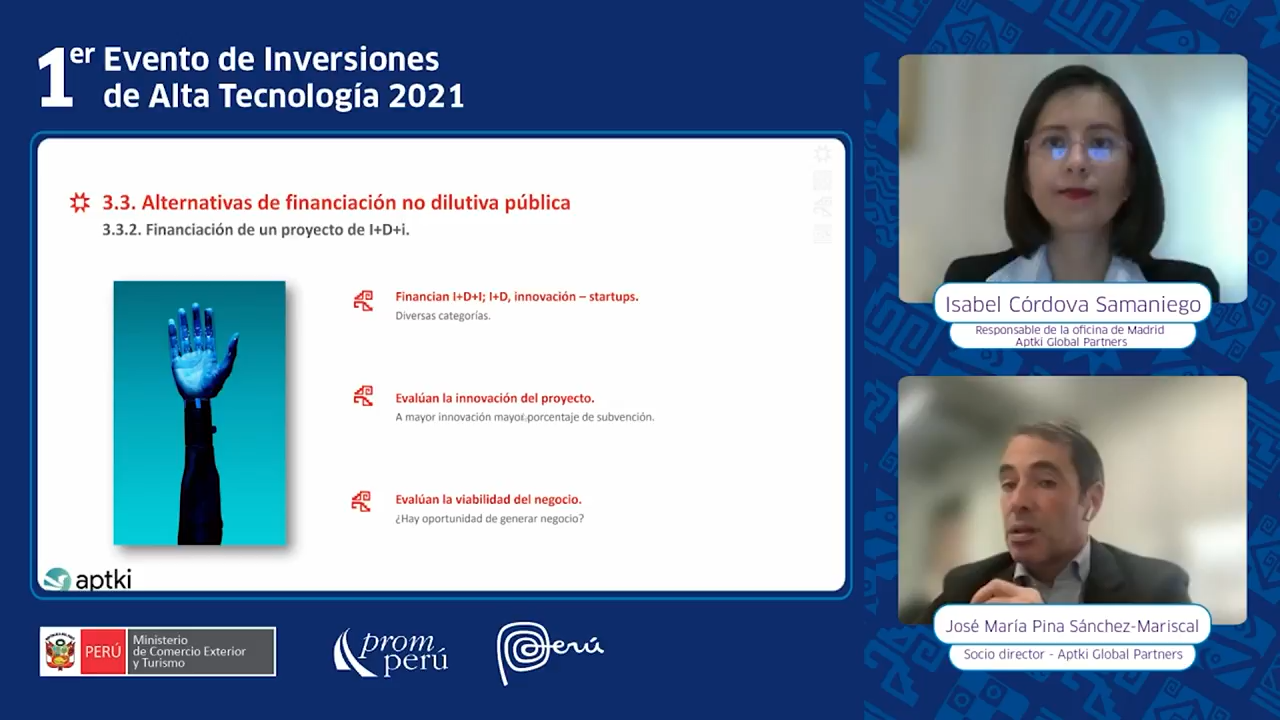 1er Evento de Inversiones
de Alta Tecnología 2021
3.3. Alternativas de financiación no dilutiva pública
3.3.2. Financiación de un proyecto de I+D+i.
Financian I+D+I; I+D, innovación – startups.
Diversas categorías.
Evalúan la innovación del proyecto.
A mayor innovación mayor porcentaje de subvención.
Evalúan la viabilidad del negocio.
¿Hay oportunidad de generar negocio?
aptki
PERÚ
Ministerio
de Comercio Exterior
y Turismo
prom
perú
Perú
Isabel Córdova Samaniego
Responsable de la oficina de Madrid
Aptki Global Partners
José María Pina Sánchez-Mariscal
Socio director - Aptki Global Partners